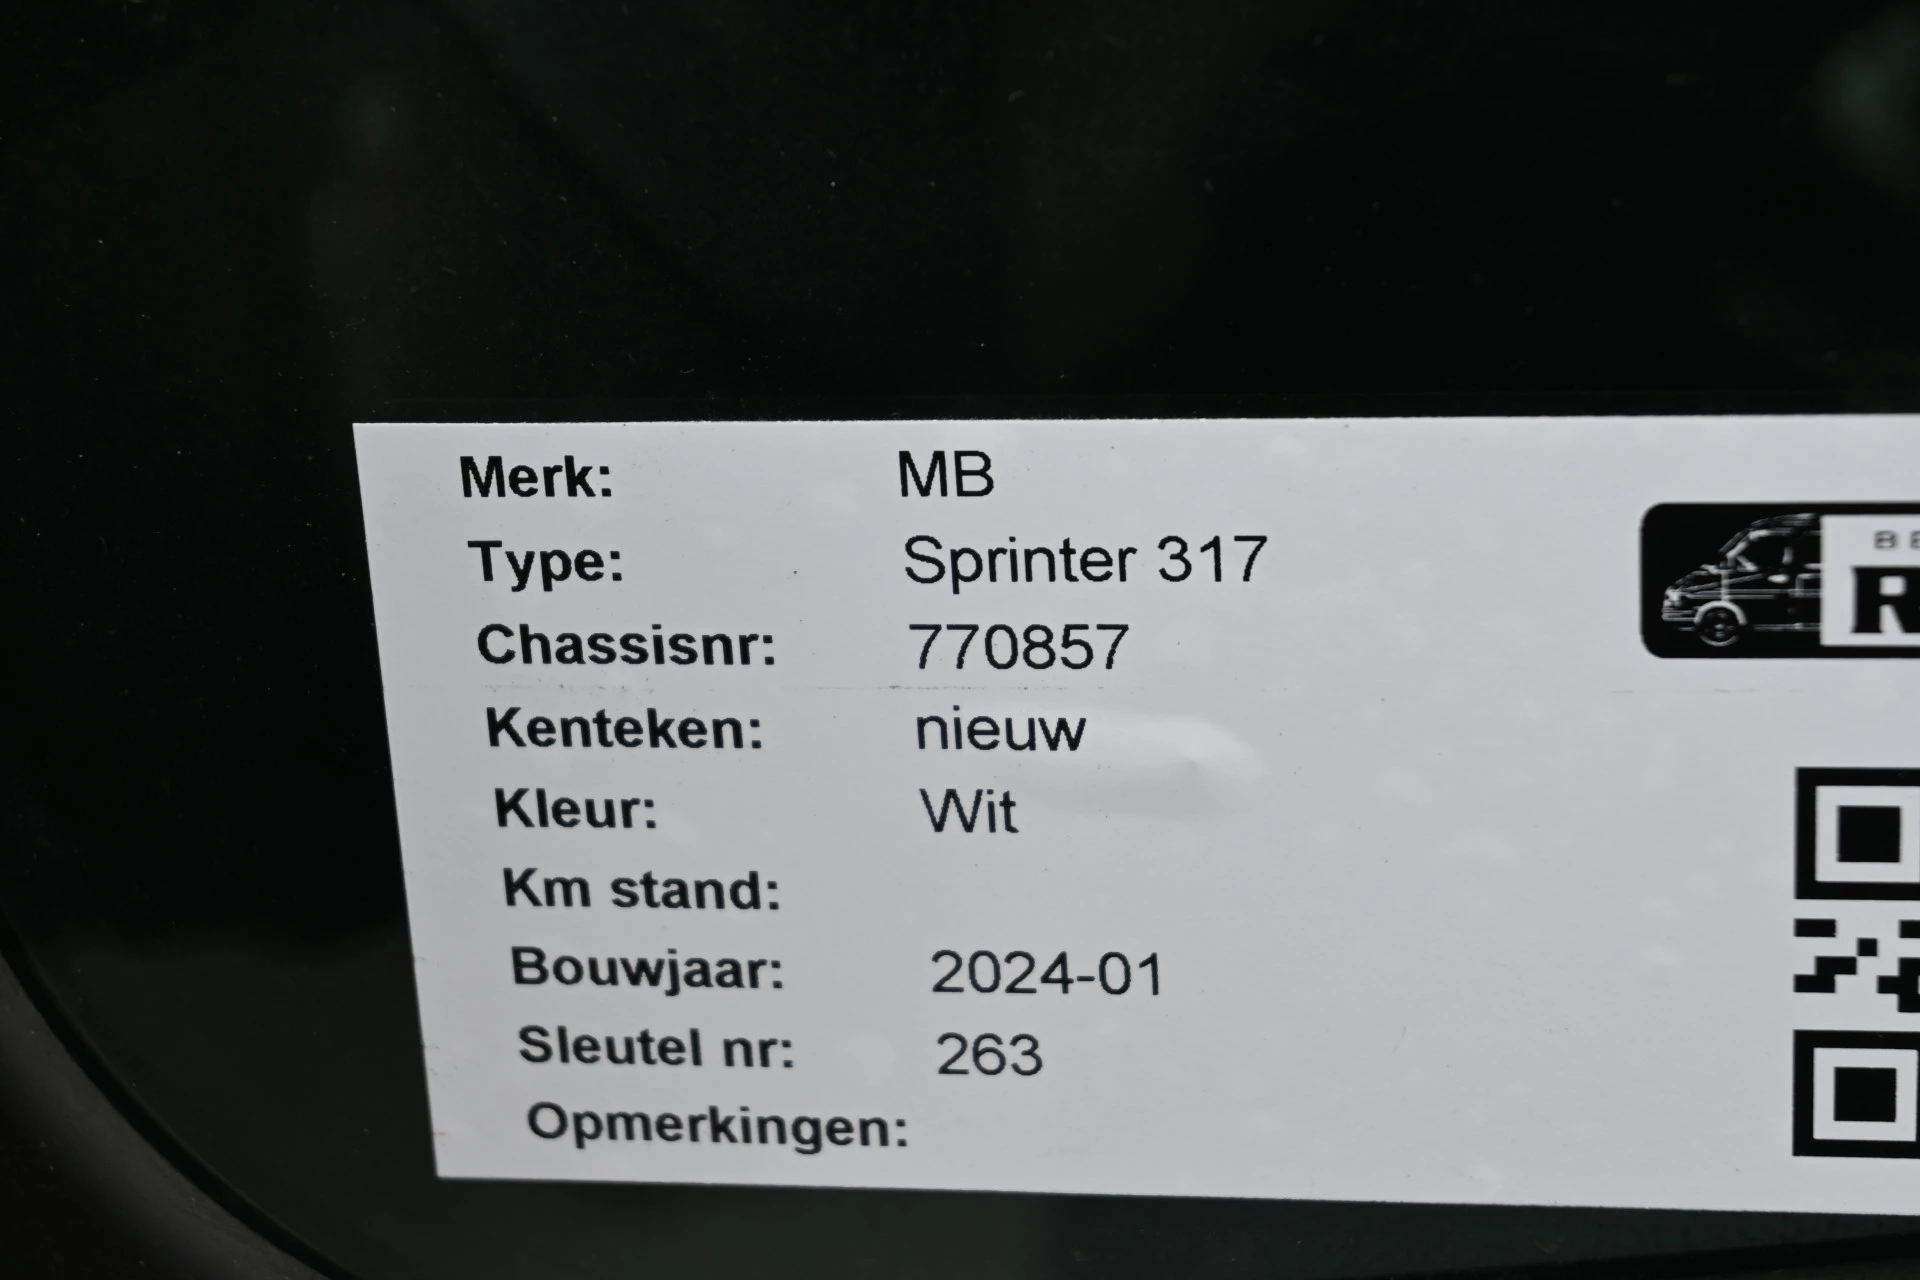 Merk: MB
Type: Sprinter 317
Chassisnr: 770857
Kenteken: nieuw
Kleur: Wit
Km stand:
Bouwjaar: 2024-01
Sleutel nr: 263
Opmerkingen: